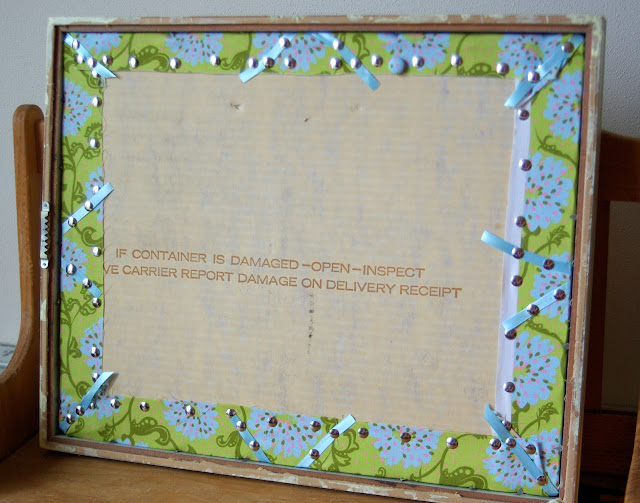 IF CONTAINER IS DAMAGED-OPEN-INSPECT
VE CARRIER REPORT DAMAGE ON DELIVERY RECEIPT